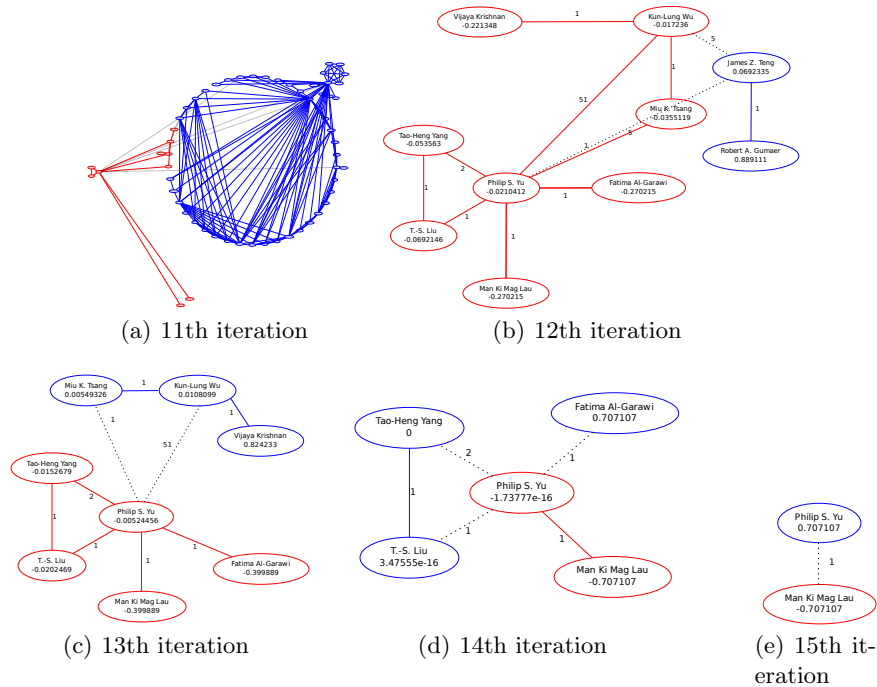 Vijaya Krishnan
-0.221348
1
Kun-Lung Wu
-0.017236
5
James Z. Teng
0.0692335
51
1
1
Miu K. Tsang
-0.0355119
Robert A. Gumaer
0.889111
1
5
Tao-Heng Yang
-0.053563
2
1
Philip S. Yu
-0.0210412
1
Fatima Al-Garawi
-0.270215
T.-S. Liu
-0.0692146
1
1
Man Ki Mag Lau
-0.270215
(a) 11th iteration
(b) 12th iteration
Miu K. Tsang
0.00549326
1
Kun-Lung Wu
0.0108099
1
1
51
Vijaya Krishnan
0.824233
Tao-Heng Yang
-0.0152679
2
1
Philip S. Yu
-0.00524456
1
1
1
T.-S. Liu
-0.0202469
Fatima Al-Garawi
-0.399889
Man Ki Mag Lau
-0.399889
(c) 13th iteration
Tao-Heng Yang
0
Fatima Al-Garawi
0.707107
2
1
1
Philip S. Yu
-1.73777e-16
1
1
T.-S. Liu
3.47555e-16
Man Ki Mag Lau
-0.707107
(d) 14th iteration
Philip S. Yu
0.707107
1
Man Ki Mag Lau
-0.707107
(e) 15th it-
eration